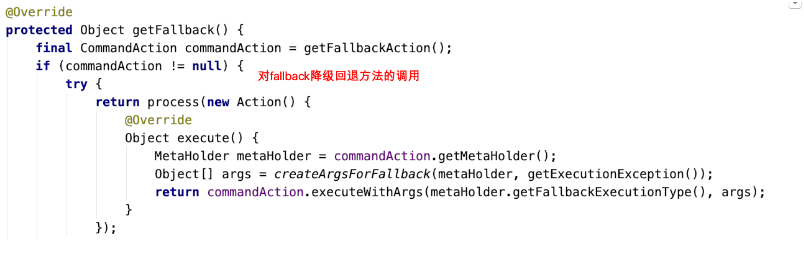 @Override
protected Object getFallback() {
final CommandAction commandAction = getFallbackAction();
if (commandAction != null) {
对fallback降级回退方法的调用
try {
return process(new Action() {
@Override
Object execute() {
MetaHolder metaHolder = commandAction.getMetaHolder();
Object[] args = createArgsForFallback(metaHolder, getExecutionException());
return commandAction.executeWithArgs(metaHolder.getFallbackExecutionType(), args);
}
});